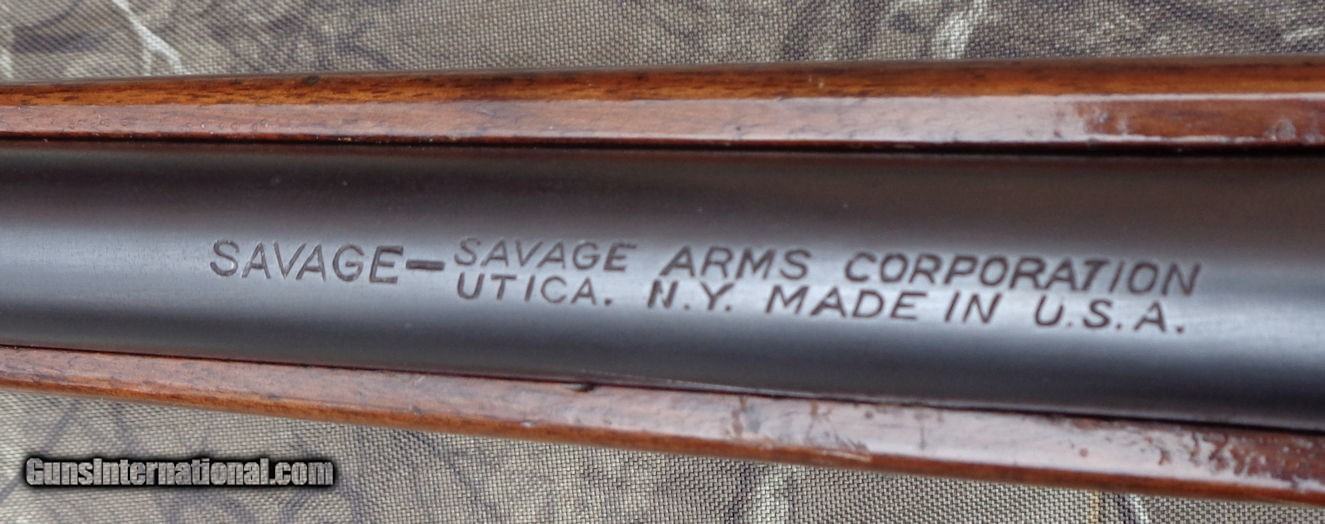 SAVAGE-SAVAGE ARMS CORPORATION
UTICA. N.Y. MADE IN U.S.A.
GunsInternational.com